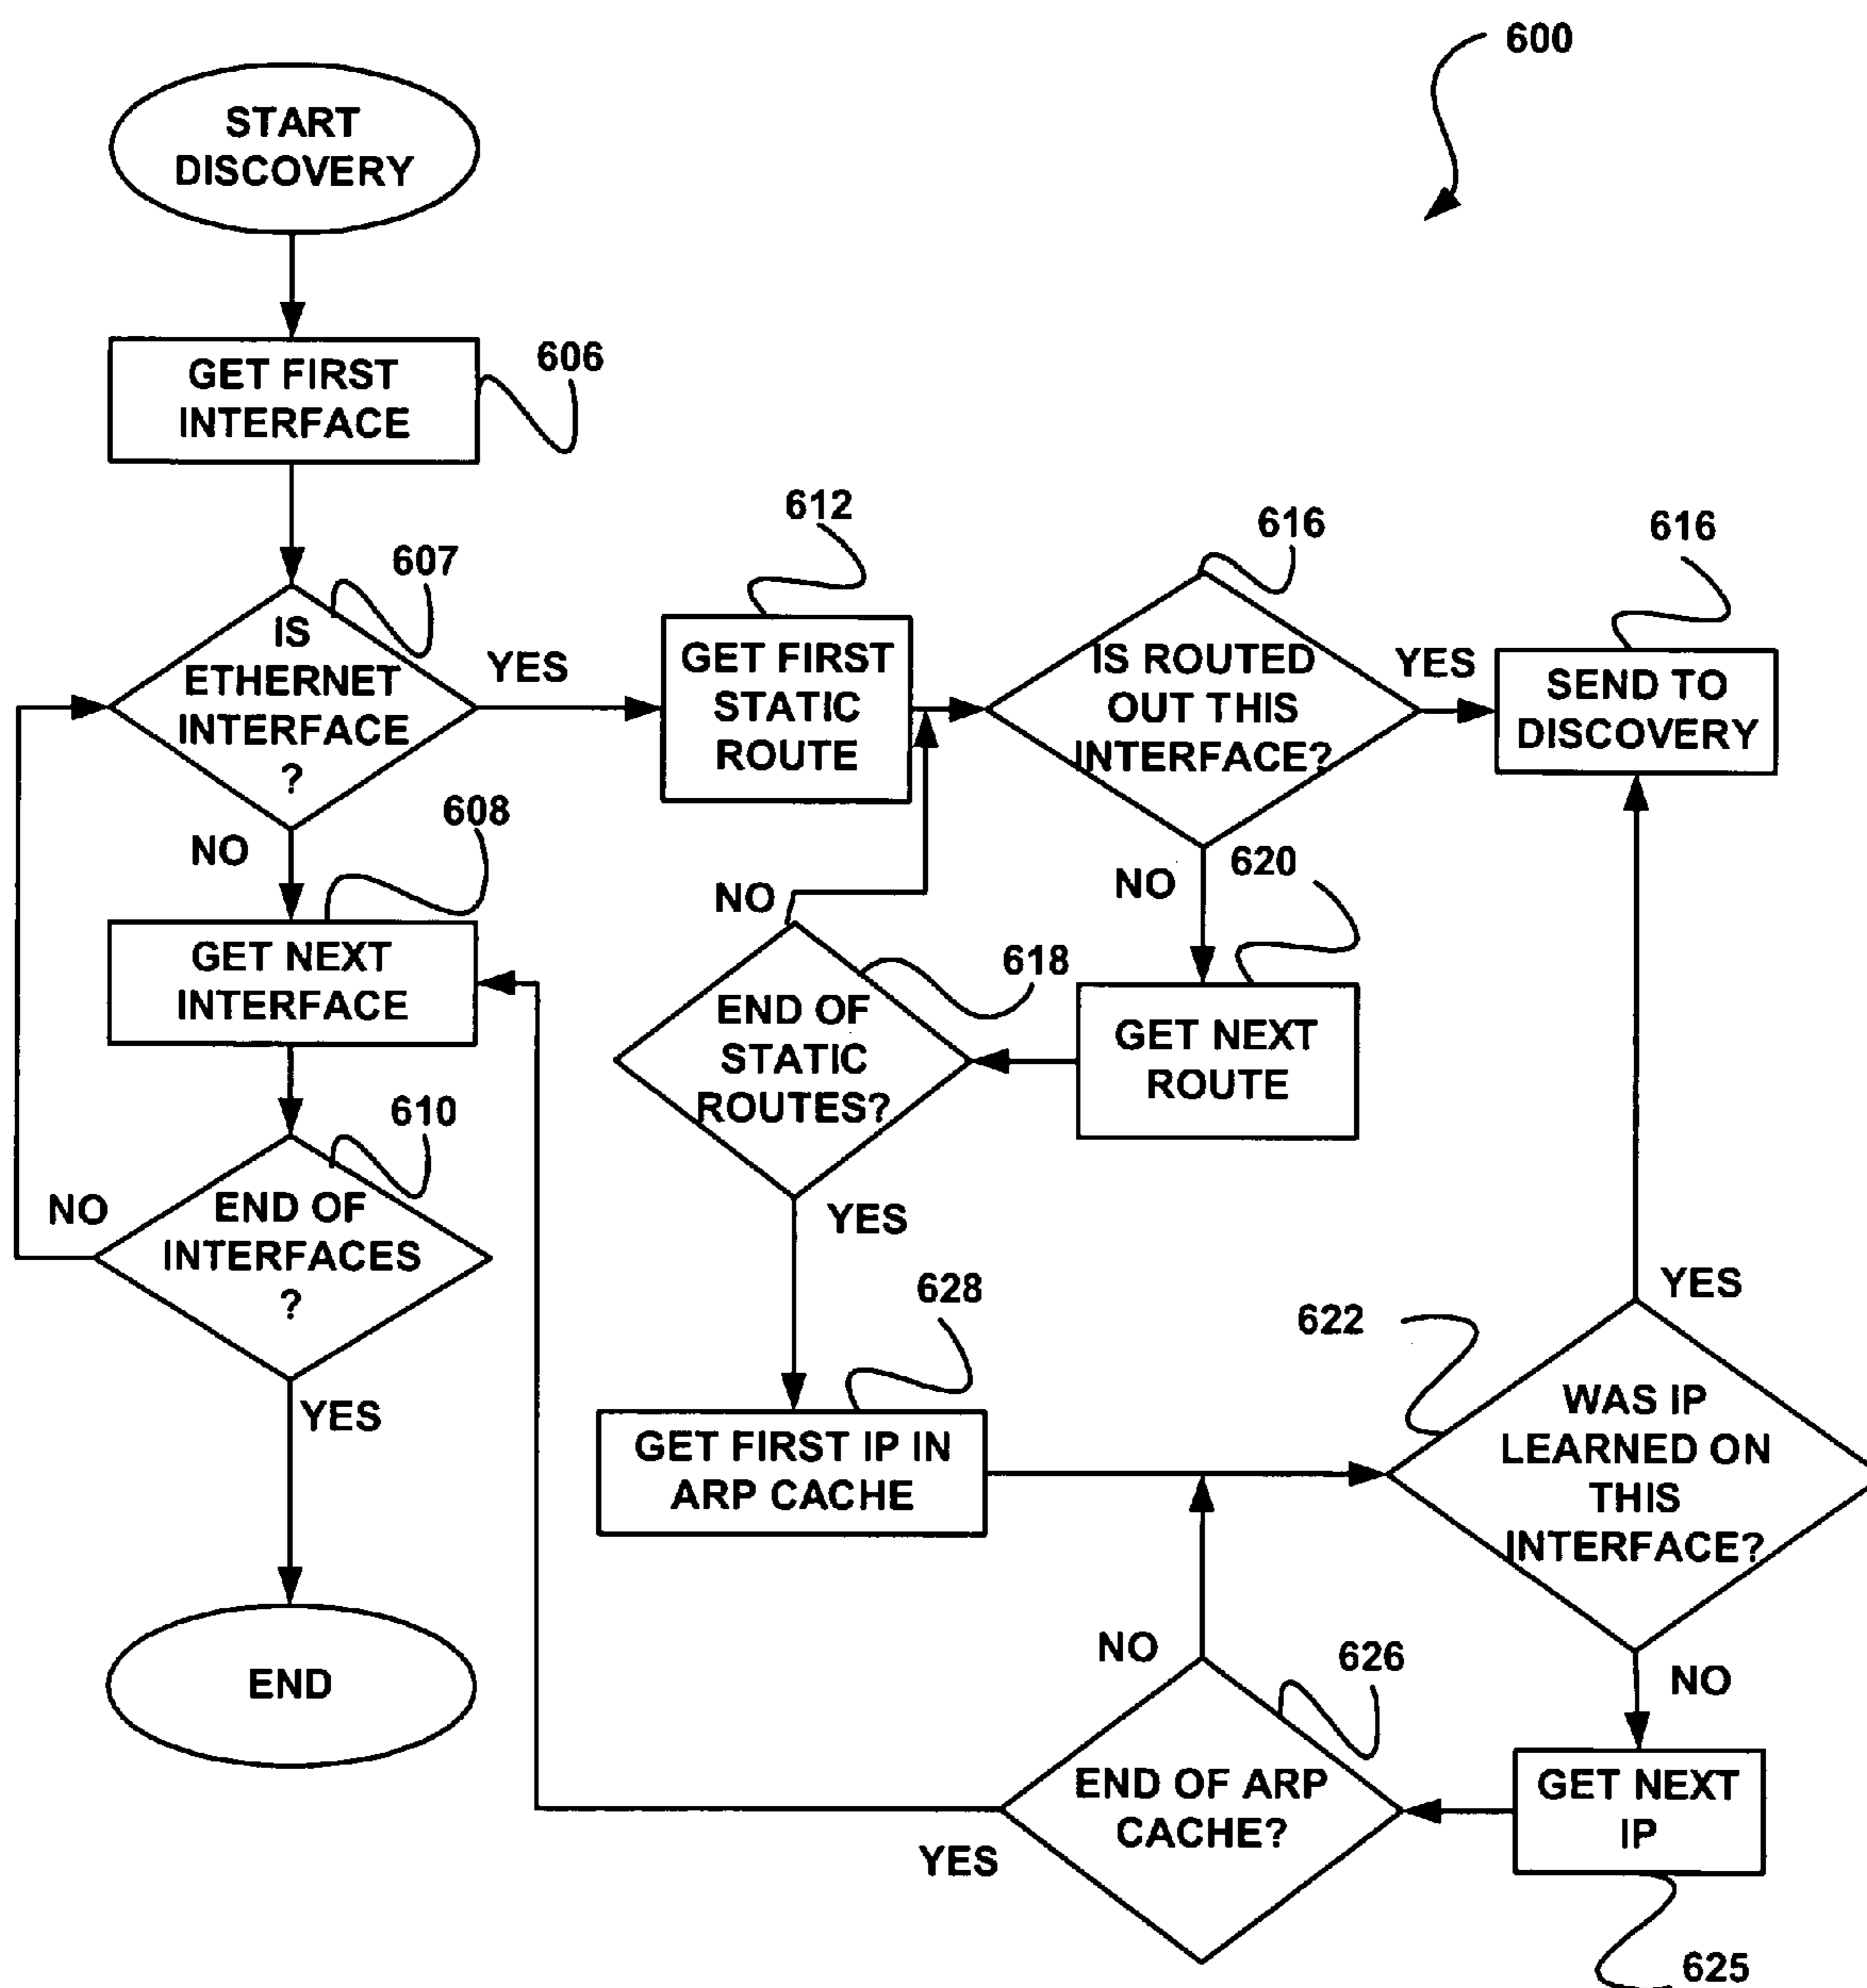 600
START
DISCOVERY
GET FIRST
INTERFACE
606
607
IS
ETHERNET
INTERFACE
?
YES
NO
612
GET FIRST
STATIC
ROUTE
616
IS ROUTED
OUT THIS
INTERFACE?
YES
NO
616
SEND TO
DISCOVERY
608
GET NEXT
INTERFACE
610
END OF
INTERFACES
?
NO
YES
END
620
GET NEXT
ROUTE
618
END OF
STATIC
ROUTES?
NO
YES
628
GET FIRST IP IN
ARP CACHE
622
WAS IP
LEARNED ON
THIS
INTERFACE?
YES
NO
626
END OF ARP
CACHE?
NO
YES
GET NEXT
IP
625